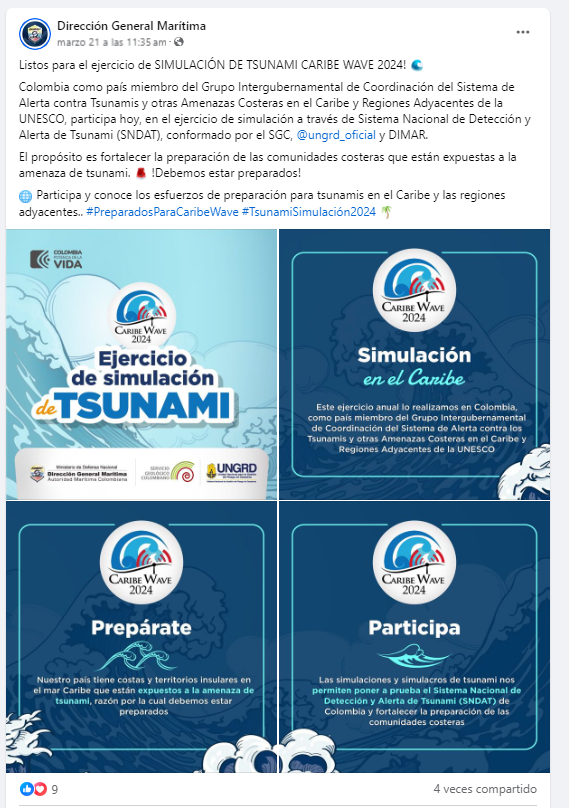 Dirección General Marítima
marzo 21 a las 11:35 am ·
Listos para el ejercicio de SIMULACIÓN DE TSUNAMI CARIBE WAVE 2024! 🌊
Colombia como país miembro del Grupo Intergubernamental de Coordinación del Sistema de
Alerta contra Tsunamis y otras Amenazas Costeras en el Caribe y Regiones Adyacentes de la
UNESCO, participa hoy, en el ejercicio de simulación a través de Sistema Nacional de Detección y
Alerta de Tsunami (SNDAT), conformado por el SGC, @ungrd_oficial y DIMAR.
El propósito es fortalecer la preparación de las comunidades costeras que están expuestas a la
amenaza de tsunami. !Debemos estar preparados!
🌐 Participa y conoce los esfuerzos de preparación para tsunamis en el Caribe y las regiones
adyacentes.. #PreparadosParaCaribeWave #TsunamiSimulación2024 🌴
COLOMBIA
POTENCIA DE LA
VIDA
CARIBE WAVE
2024
Ejercicio
de simulación
de TSUNAMI
Ministerio de Defensa Nacional
Dirección General Marítima
Autoridad Marítima Colombiana
SERVICIO
GEOLÓGICO
COLOMBIANO
UNGRD
CARIBE WAVE
2024
Simulación
en el Caribe
Este ejercicio anual lo realizamos en Colombia,
como país miembro del Grupo Intergubernamental
de Coordinación del Sistema de Alerta contra los
Tsunamis y otras Amenazas Costeras en el Caribe y
Regiones Adyacentes de la UNESCO
CARIBE WAVE
2024
Prepárate
Nuestro país tiene costas y territorios insulares en
el mar Caribe que están expuestos a la amenaza de
tsunami, razón por la cual debemos estar
preparados
CARIBE WAVE
2024
Participa
Las simulaciones y simulacros de tsunami nos
permiten poner a prueba el Sistema Nacional de
Detección y Alerta de Tsunami (SNDAT) de
Colombia y fortalecer la preparación de las
comunidades costeras
9
4 veces compartido